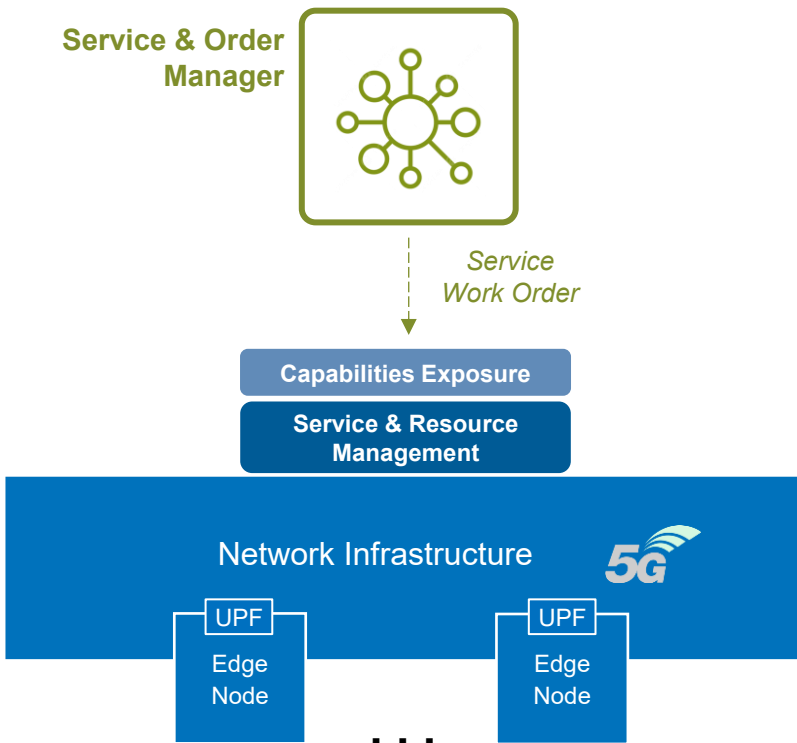 Service & Order
Manager
Service
Work Order
Capabilities Exposure
Service & Resource
Management
Network Infrastructure
5G
UPF
UPF
Edge
Node
Edge
Node